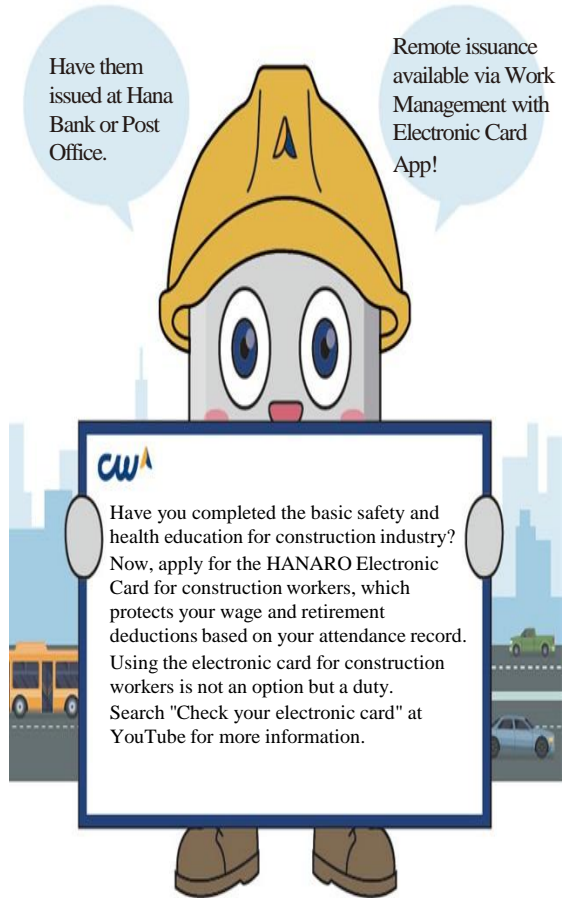 Have them
issued at Hana
Bank or Post
Office.
Remote issuance
available via Work
Management with
Electronic Card
App!
CW
Have you completed the basic safety and
health education for construction industry?
Now, apply for the HANARO Electronic
Card for construction workers, which
protects your wage and retirement
deductions based on your attendance record.
Using the electronic card for construction
workers is not an option but a duty.
Search "Check your electronic card" at
YouTube for more information.